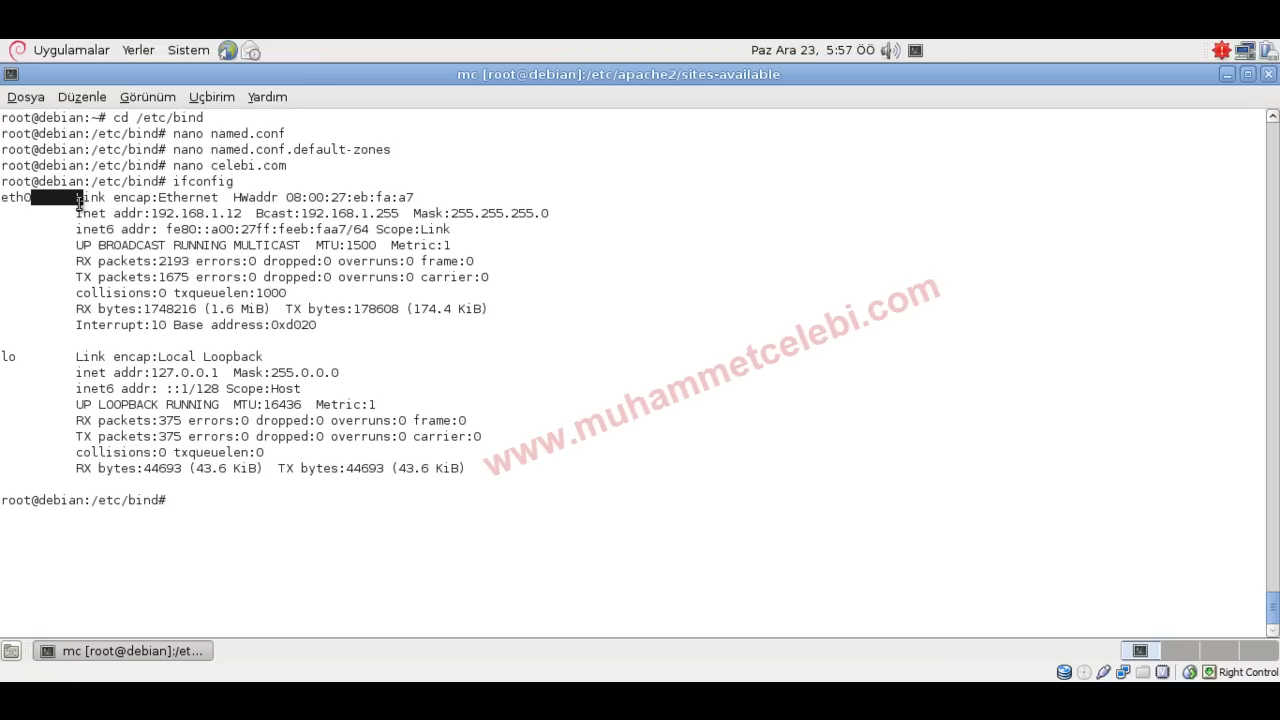 Uygulamalar Yerler Sistem Paz Ara 23, 5:57 ÖÖ
mc [root@debian]:/etc/apache2/sites-available
Dosya Düzenle Görünüm Uçbirim Yardım
root@debian:~# cd /etc/bind
root@debian:/etc/bind# nano named.conf
root@debian:/etc/bind# nano named.conf.default-zones
root@debian:/etc/bind# nano celebi.com
root@debian:/etc/bind# ifconfig
eth0 Link encap:Ethernet HWaddr 08:00:27:eb:fa:a7
inet addr:192.168.1.12 Bcast:192.168.1.255 Mask:255.255.255.0
inet6 addr: fe80::a00:27ff:feeb:faa7/64 Scope:Link
UP BROADCAST RUNNING MULTICAST MTU:1500 Metric:1
RX packets:2193 errors:0 dropped:0 overruns:0 frame:0
TX packets:1675 errors:0 dropped:0 overruns:0 carrier:0
collisions:0 txqueuelen:1000
RX bytes:1748216 (1.6 MiB) TX bytes:178608 (174.4 KiB)
Interrupt:10 Base address:0xd020
lo Link encap:Local Loopback
inet addr:127.0.0.1 Mask:255.0.0.0
inet6 addr: ::1/128 Scope:Host
UP LOOPBACK RUNNING MTU:16436 Metric:1
RX packets:375 errors:0 dropped:0 overruns:0 frame:0
TX packets:375 errors:0 dropped:0 overruns:0 carrier:0
collisions:0 txqueuelen:0
RX bytes:44693 (43.6 KiB) TX bytes:44693 (43.6 KiB)
root@debian:/etc/bind#
www.muhammetcelebi.com
mc [root@debian]:/et...
Right Control